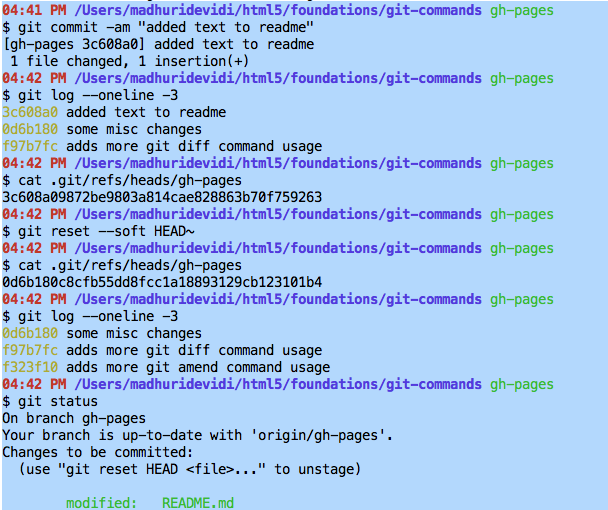 04:41 PM /Users/madhuridevidi/html5/foundations/git-commands gh-pages
$ git commit -am "added text to readme"
[gh-pages 3c608a0] added text to readme
 1 file changed, 1 insertion(+)
04:42 PM /Users/madhuridevidi/html5/foundations/git-commands gh-pages
$ git log --oneline -3
3c608a0 added text to readme
0d6b180 some misc changes
f97b7fc adds more git diff command usage
04:42 PM /Users/madhuridevidi/html5/foundations/git-commands gh-pages
$ cat .git/refs/heads/gh-pages
3c608a09872be9803a814cae828863b70f759263
04:42 PM /Users/madhuridevidi/html5/foundations/git-commands gh-pages
$ git reset --soft HEAD~
04:42 PM /Users/madhuridevidi/html5/foundations/git-commands gh-pages
$ cat .git/refs/heads/gh-pages
0d6b180c8cfb55dd8fcc1a18893129cb123101b4
04:42 PM /Users/madhuridevidi/html5/foundations/git-commands gh-pages
$ git log --oneline -3
0d6b180 some misc changes
f97b7fc adds more git diff command usage
f323f10 adds more git amend command usage
04:42 PM /Users/madhuridevidi/html5/foundations/git-commands gh-pages
$ git status
On branch gh-pages
Your branch is up-to-date with 'origin/gh-pages'.
Changes to be committed:
  (use "git reset HEAD <file>..." to unstage)
        modified:   README.md